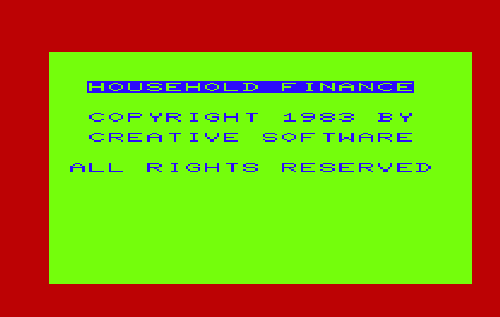 HOUSEHOLD FINANCE
COPYRIGHT 1983 BY
CREATIVE SOFTWARE
ALL RIGHTS RESERVED